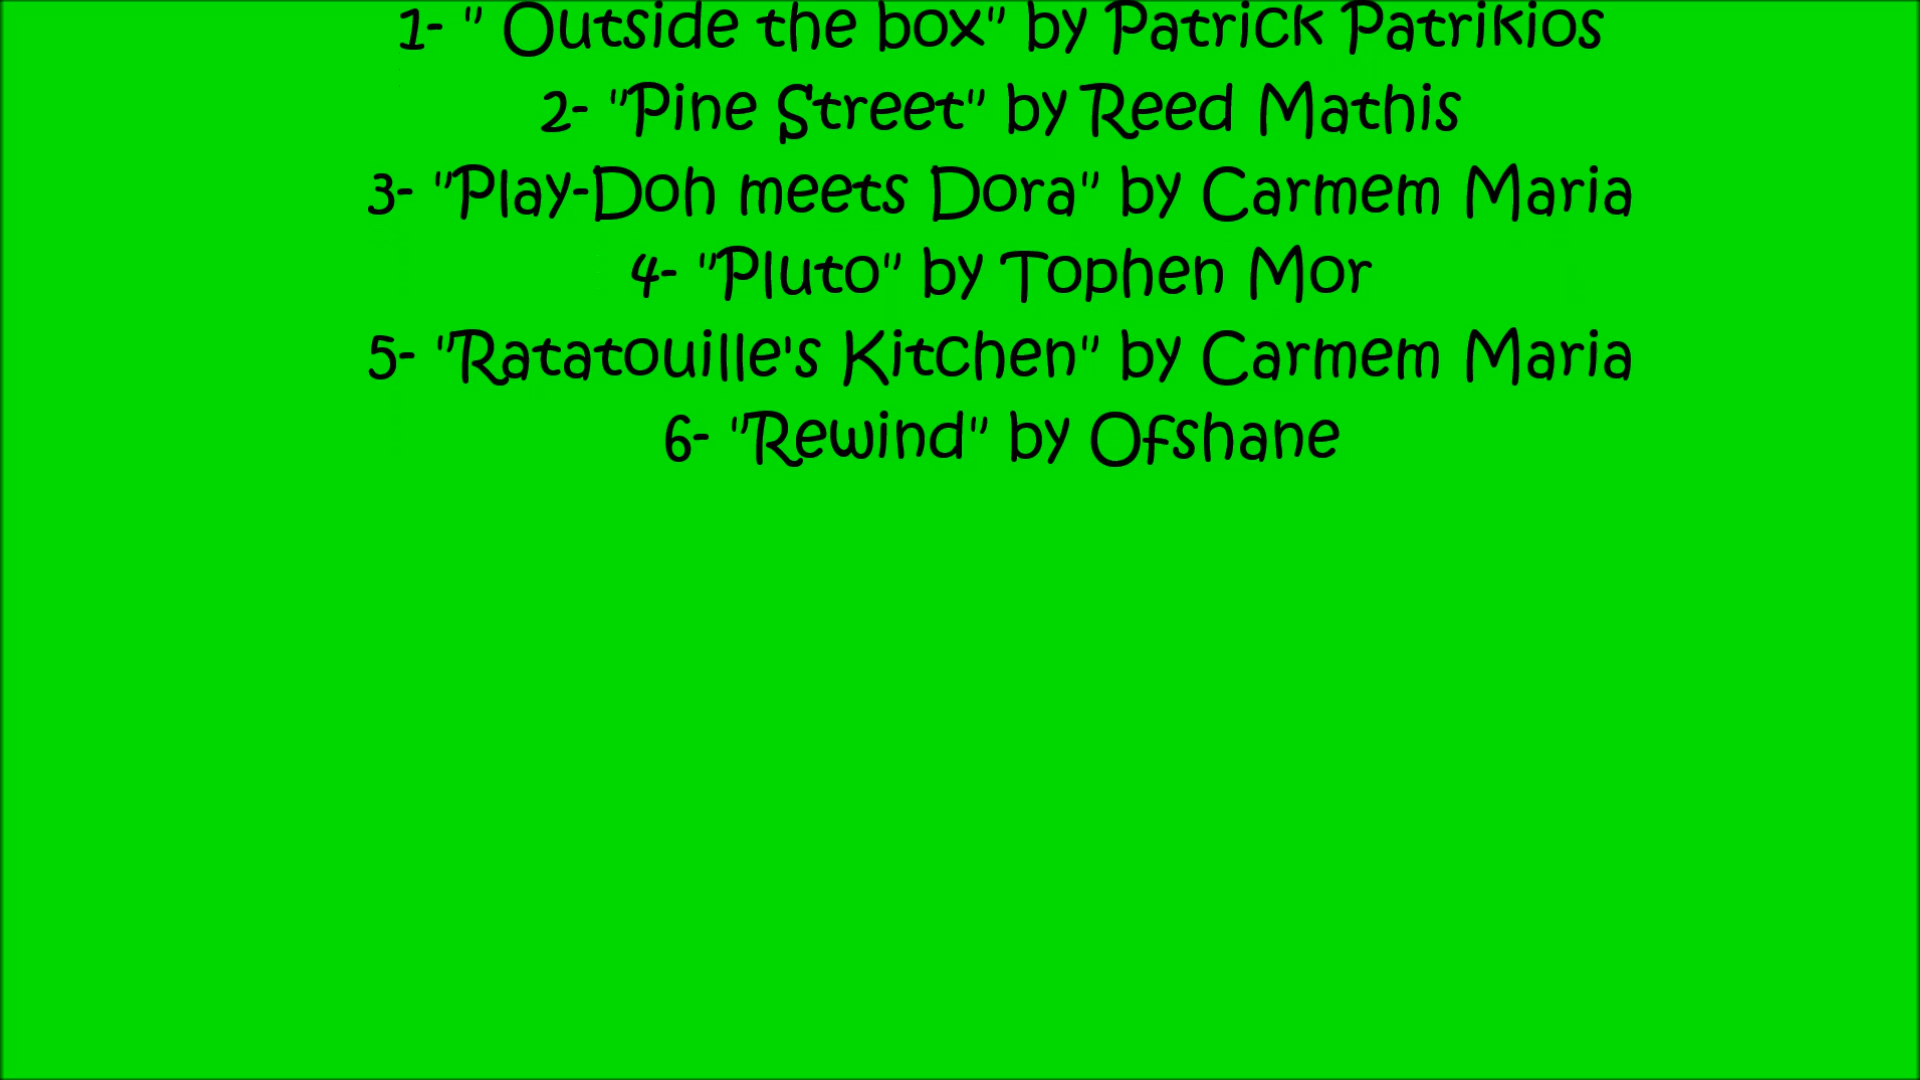 1- " Outside the box" by Patrick Patrikios
2- "Pine Street" by Reed Mathis
3- "Play-Doh meets Dora" by Carmem Maria
4- "Pluto" by Tophen Mor
5- "Ratatouille's Kitchen" by Carmem Maria
6- "Rewind" by Ofshane